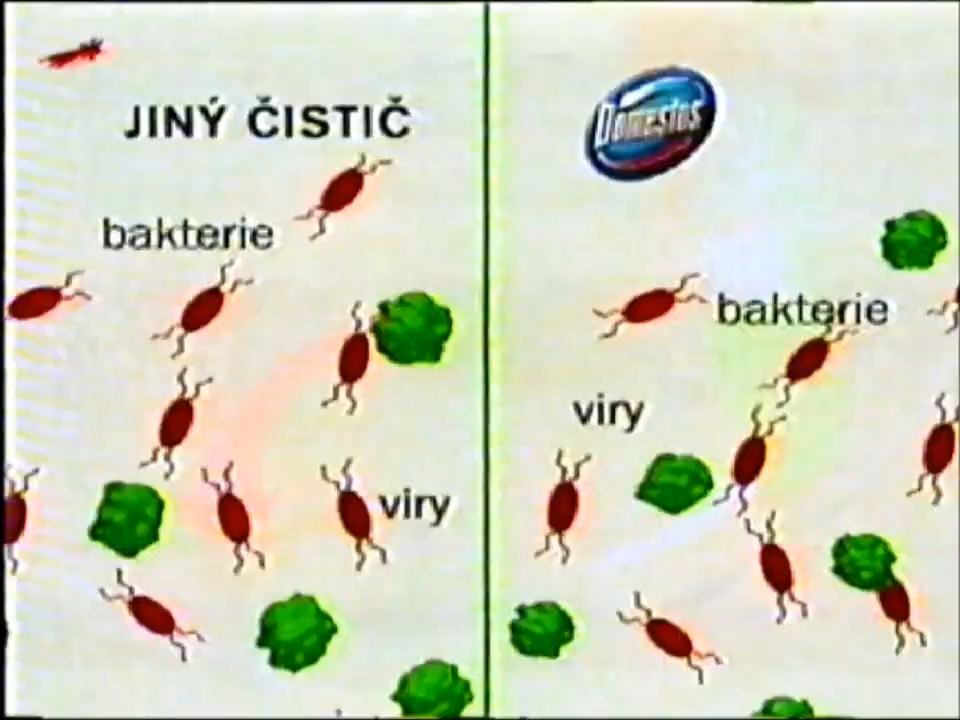 JINÝ ČISTIČ
bakterie
viry
Domestos
bakterie
viry